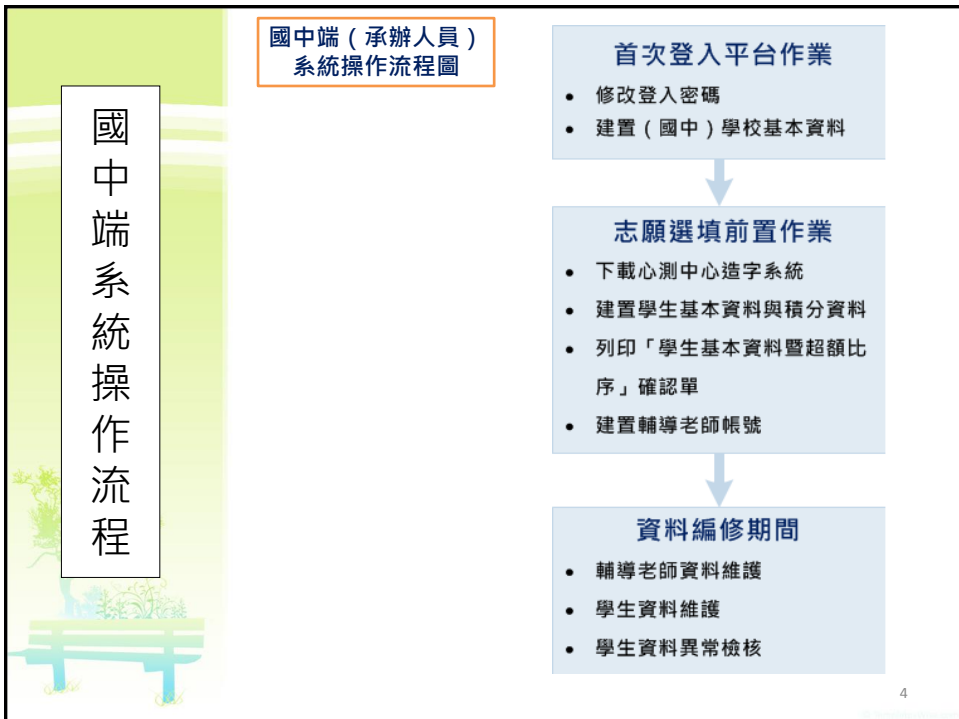 國中端系統操作流程
國中端（承辦人員）
系統操作流程圖
首次登入平台作業
• 修改登入密碼
• 建置（國中）學校基本資料
志願選填前置作業
• 下載心測中心造字系統
• 建置學生基本資料與積分資料
• 列印「學生基本資料暨超額比
序」確認單
• 建置輔導老師帳號
資料編修期間
• 輔導老師資料維護
• 學生資料維護
• 學生資料異常檢核
4